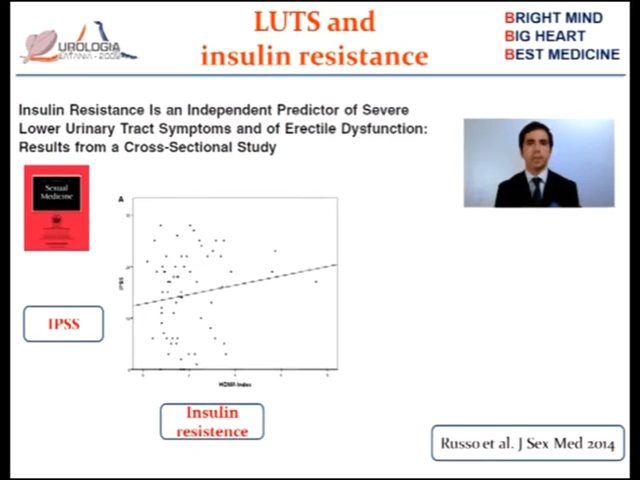 UROLOGIA
CATANIA - 2009
LUTS and
insulin resistance
BRIGHT MIND
BIG HEART
BEST MEDICINE
Insulin Resistance Is an Independent Predictor of Severe
Lower Urinary Tract Symptoms and of Erectile Dysfunction:
Results from a Cross-Sectional Study
Sexual
Medicine
A
IPSS
IPSS
HOMA Index
Insulin
resistence
Russo et al. J Sex Med 2014